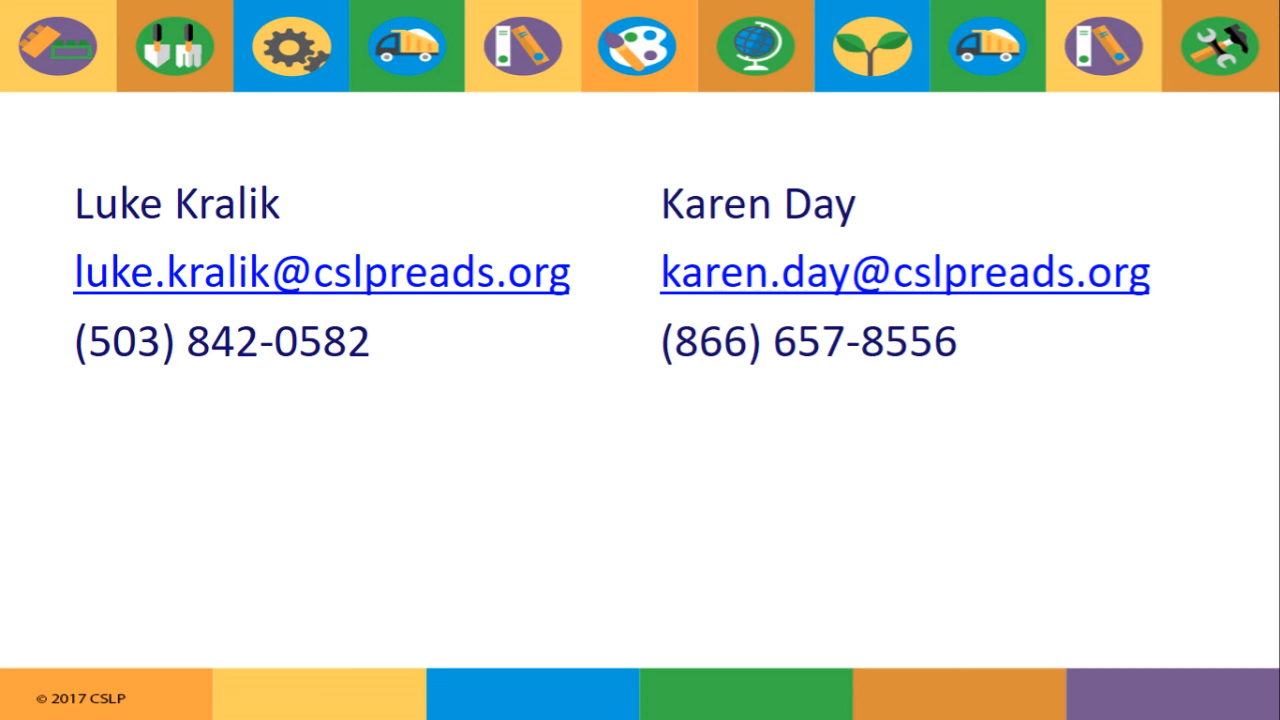 Luke Kralik
luke.kralik@cslpreads.org
(503) 842-0582
Karen Day
karen.day@cslpreads.org
(866) 657-8556
© 2017 CSLP